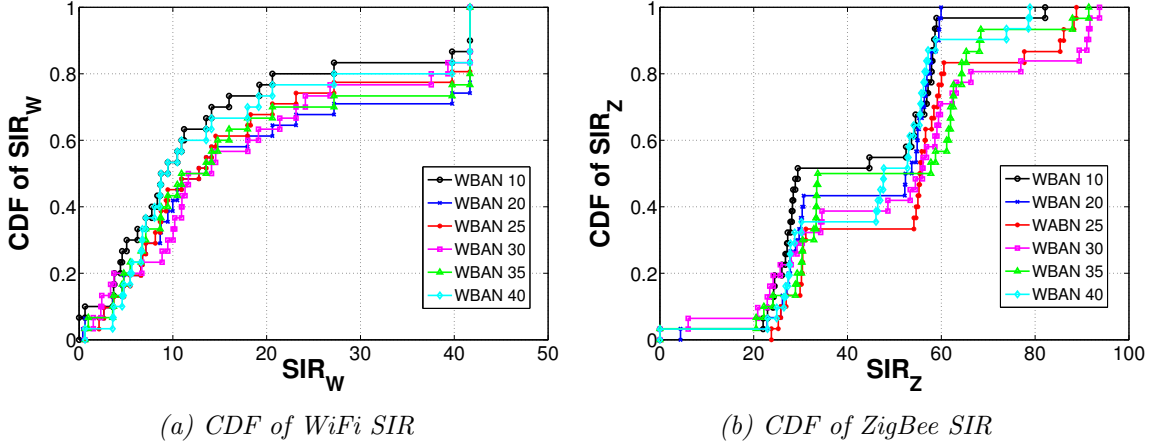 1
0.8
0.6
0.4
0.2
0
CDF of SIR_W
0 10 20 30 40 50
SIR_W
WBAN 10
WBAN 20
WBAN 25
WBAN 30
WBAN 35
WBAN 40
(a) CDF of WiFi SIR
1
0.8
0.6
0.4
0.2
0
CDF of SIR_Z
0 20 40 60 80 100
SIR_Z
WBAN 10
WBAN 20
WABN 25
WBAN 30
WBAN 35
WBAN 40
(b) CDF of ZigBee SIR